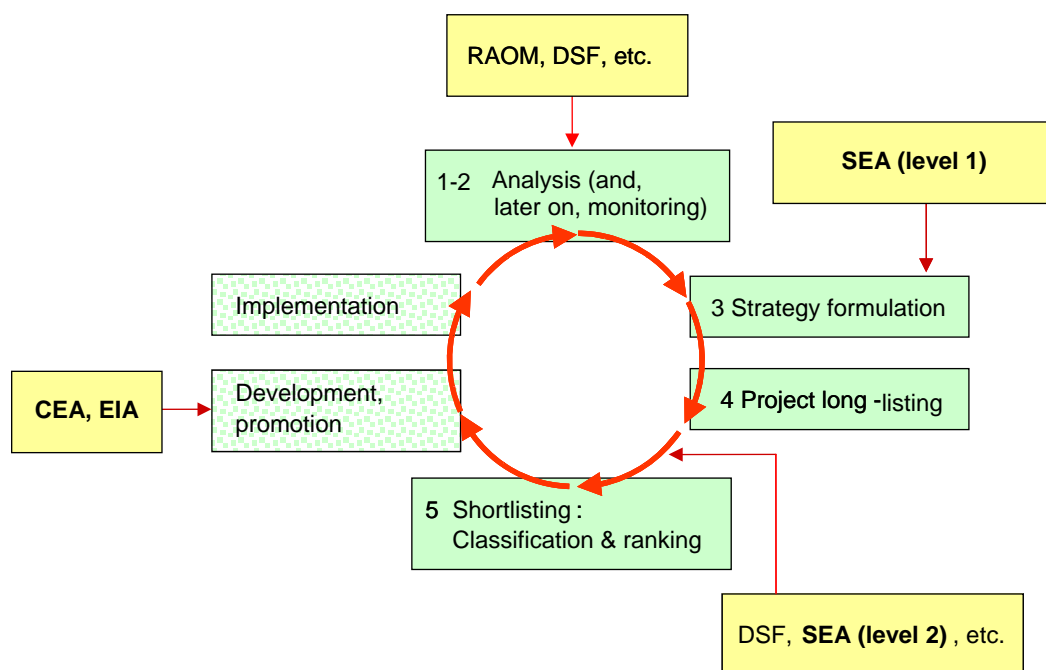 RAOM, DSF, etc.
SEA (level 1)
1-2 Analysis (and,
later on, monitoring)
Implementation
3 Strategy formulation
CEA, EIA
Development,
promotion
4 Project long -listing
5 Shortlisting :
Classification & ranking
DSF, SEA (level 2) , etc.